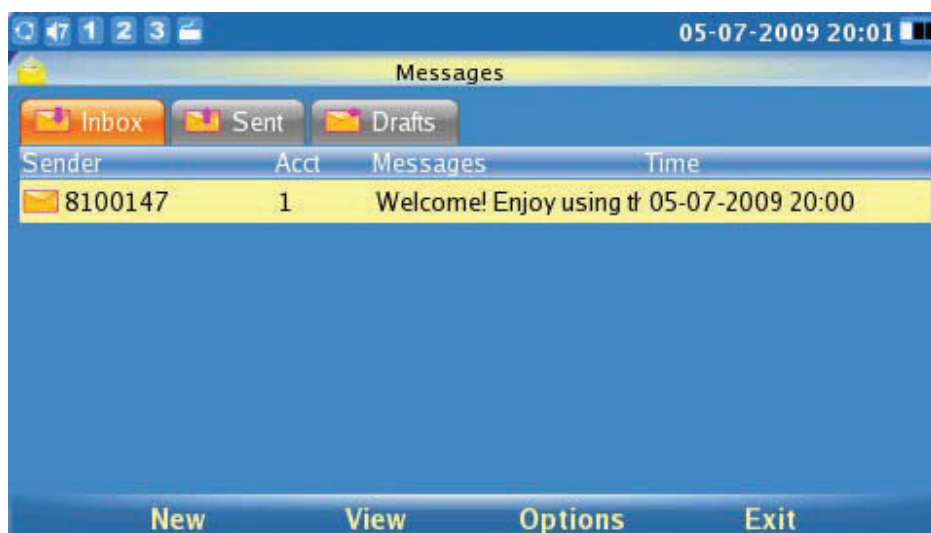 47 1 2 3 05-07-2009 20:01
Messages
Inbox Sent Drafts
Sender Acct Messages Time
8100147 1 Welcome! Enjoy using 05-07-2009 20:00
New View Options Exit